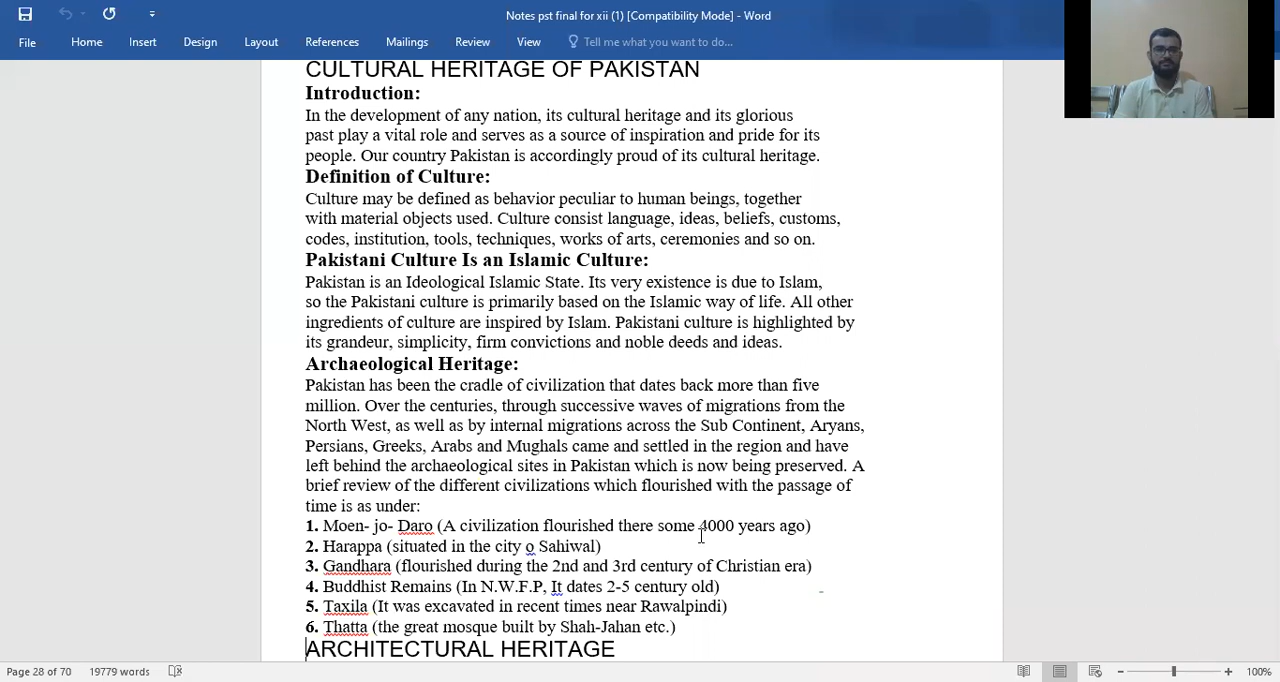 Notes pst final for xii (1) [Compatibility Mode] - Word
File Home Insert Design Layout References Mailings Review View Tell me what you want to do...
CULTURAL HERITAGE OF PAKISTAN
Introduction:
In the development of any nation, its cultural heritage and its glorious
past play a vital role and serves as a source of inspiration and pride for its
people. Our country Pakistan is accordingly proud of its cultural heritage.
Definition of Culture:
Culture may be defined as behavior peculiar to human beings, together
with material objects used. Culture consist language, ideas, beliefs, customs,
codes, institution, tools, techniques, works of arts, ceremonies and so on.
Pakistani Culture Is an Islamic Culture:
Pakistan is an Ideological Islamic State. Its very existence is due to Islam,
so the Pakistani culture is primarily based on the Islamic way of life. All other
ingredients of culture are inspired by Islam. Pakistani culture is highlighted by
its grandeur, simplicity, firm convictions and noble deeds and ideas.
Archaeological Heritage:
Pakistan has been the cradle of civilization that dates back more than five
million. Over the centuries, through successive waves of migrations from the
North West, as well as by internal migrations across the Sub Continent, Aryans,
Persians, Greeks, Arabs and Mughals came and settled in the region and have
left behind the archaeological sites in Pakistan which is now being preserved. A
brief review of the different civilizations which flourished with the passage of
time is as under:
1. Moen- jo- Daro (A civilization flourished there some 4000 years ago)
2. Harappa (situated in the city o Sahiwal)
3. Gandhara (flourished during the 2nd and 3rd century of Christian era)
4. Buddhist Remains (In N.W.F.P, It dates 2-5 century old)
5. Taxila (It was excavated in recent times near Rawalpindi)
6. Thatta (the great mosque built by Shah-Jahan etc.)
ARCHITECTURAL HERITAGE
Page 28 of 70 19779 words 100%